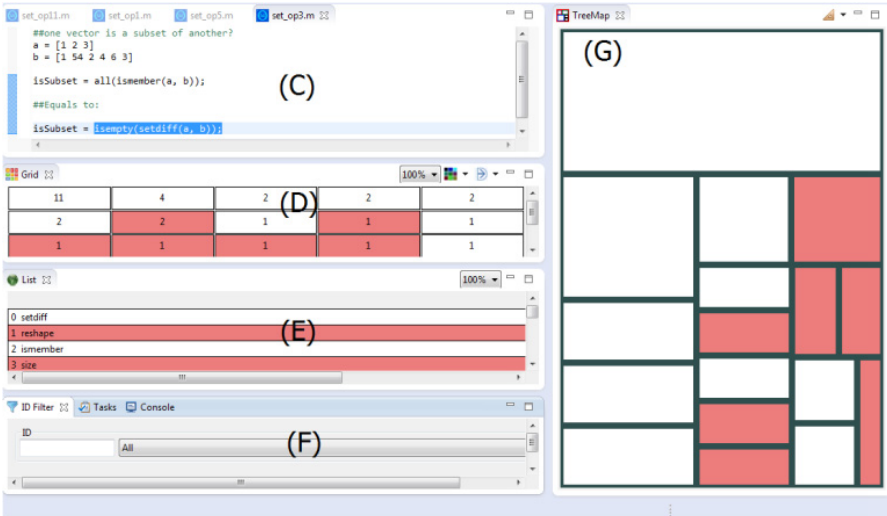 set_op11.m set_op1.m set_op5.m set_op3.m
##one vector is a subset of another?
a = [1 2 3]
b = [1 54 2 4 6 3]
isSubset = all(ismember(a, b));
(C)
##Equals to:
isSubset = isempty(setdiff(a, b));
Grid 100%
11 4 2 2 2
(D)
2 2 1 1 1
1 1 1 1 1
List 100%
0 setdiff
1 reshape
(E)
2 ismember
3 size
ID Filter Tasks Console
ID
All
(F)
TreeMap
(G)